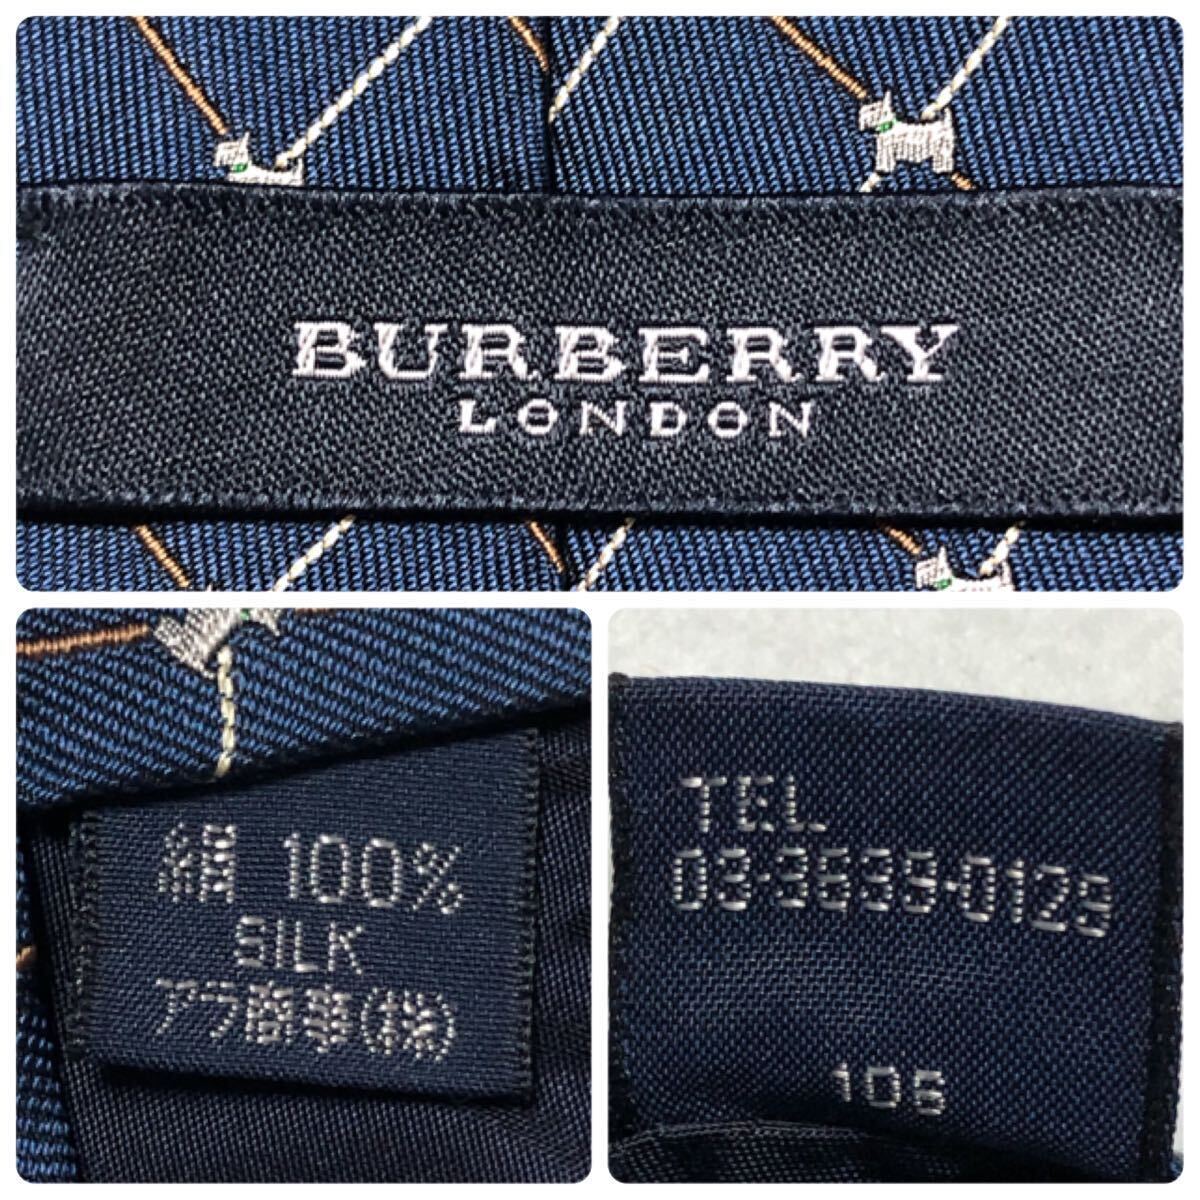 BURBERRY
LONDON
絹 100%
SILK
アラ商事(株)
TEL.
03-3639-0129
106